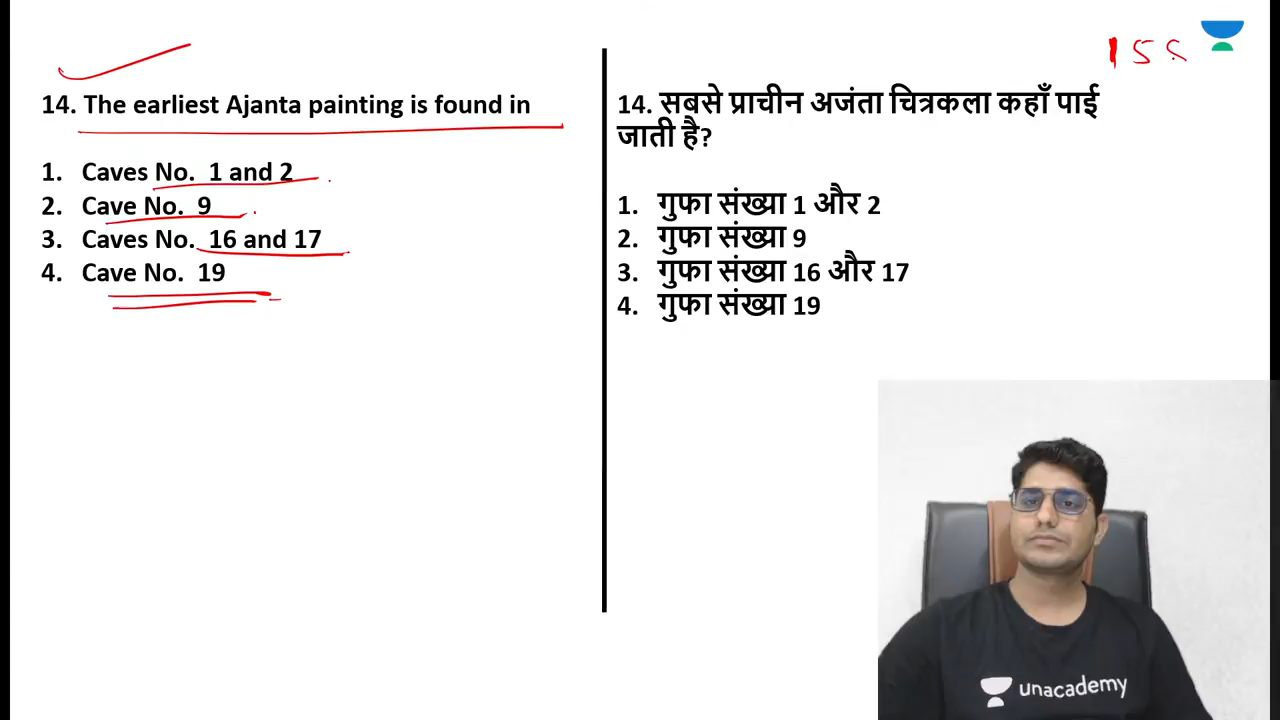 14. The earliest Ajanta painting is found in
1. Caves No. 1 and 2
2. Cave No. 9
3. Caves No. 16 and 17
4. Cave No. 19
14. सबसे प्राचीन अजंता चित्रकला कहाँ पाई
जाती है?
1. गुफा संख्या 1 और 2
2. गुफा संख्या 9
3. गुफा संख्या 16 और 17
4. गुफा संख्या 19
unacademy